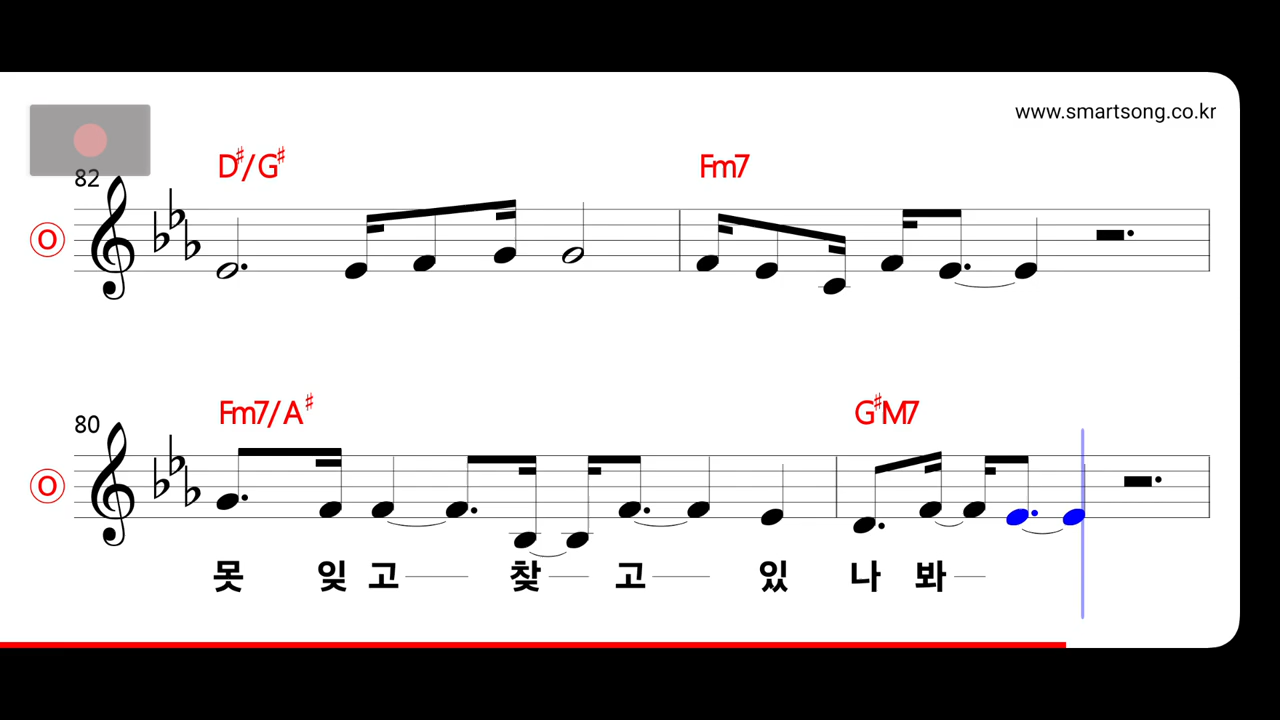 www.smartsong.co.kr
82
D♯/G♯ Fm7
O
80
Fm7/A♯ G♯M7
O
못 잊 고 찾 고 있 나 봐